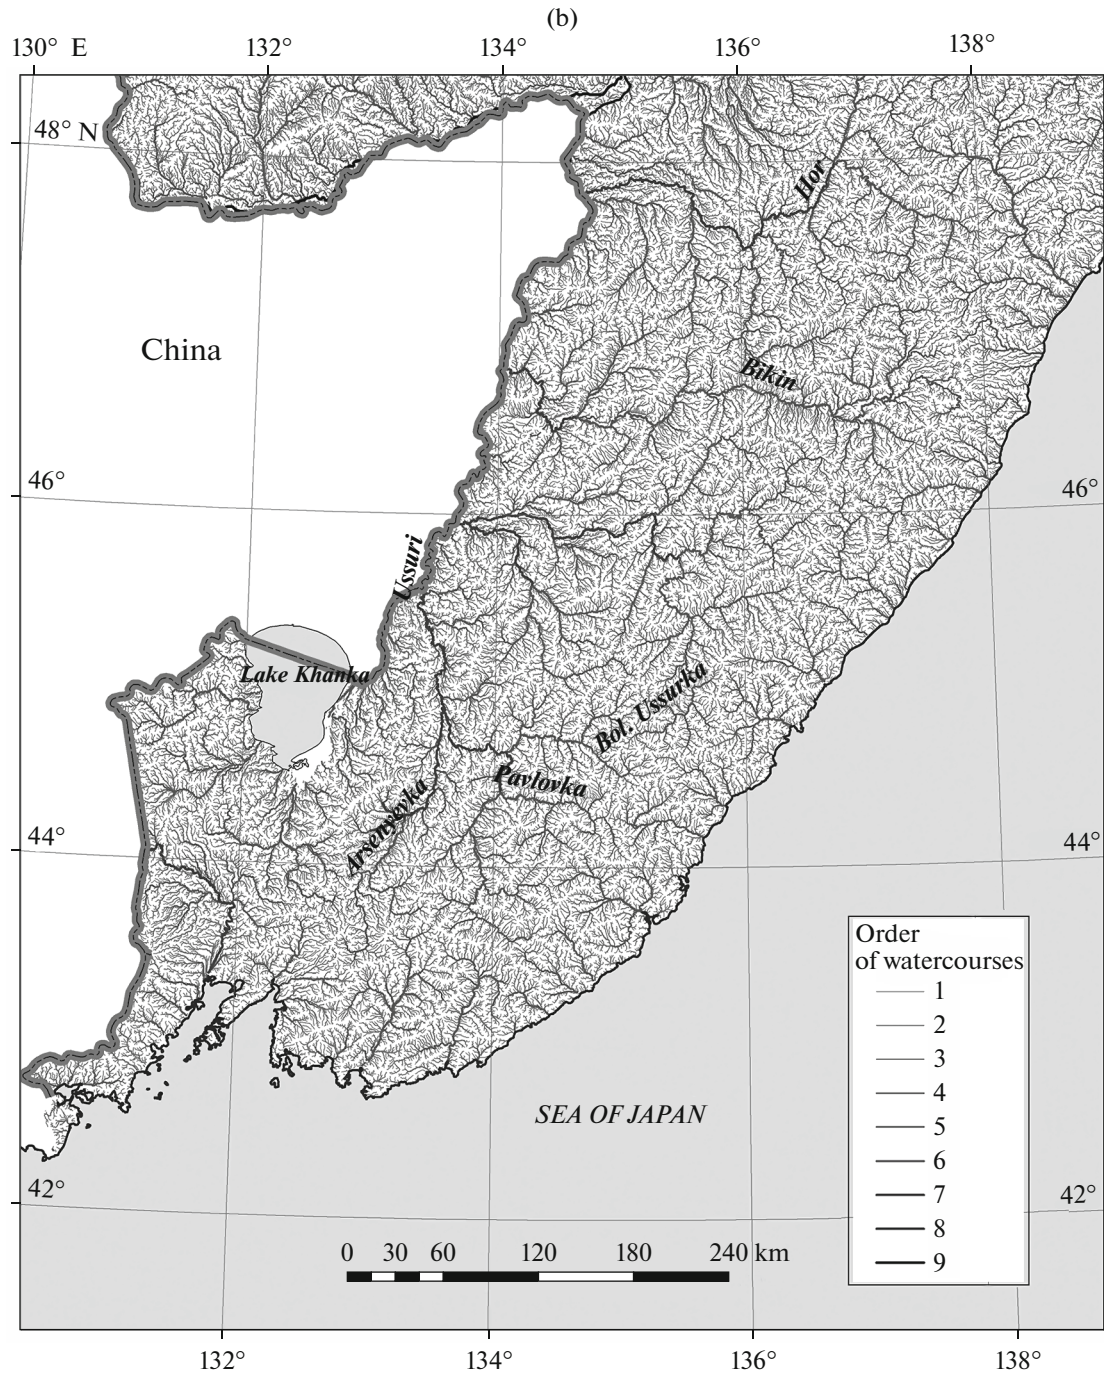 (b)
130° E
132°
134°
136°
138°
48° N
Hor
China
Bikin
46°
46°
Ussuri
Lake Khanka
Bol. Ussurka
Pavlovka
Arsenyevka
44°
44°
Order
of watercourses
1
2
3
4
5
6
7
8
9
SEA OF JAPAN
42°
42°
0 30 60 120 180 240 km
132°
134°
136°
138°